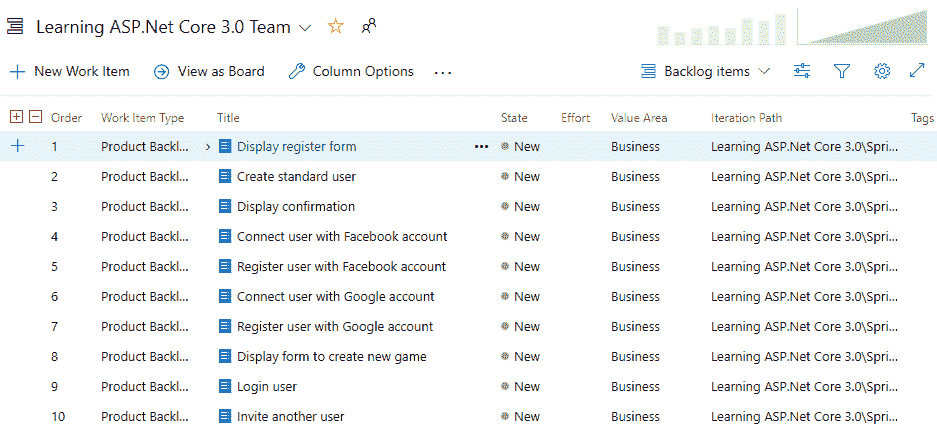 Learning ASP.Net Core 3.0 Team
New Work Item View as Board Column Options ... Backlog items
Order Work Item Type Title State Effort Value Area Iteration Path Tags
1 Product Backl... Display register form ... New Business Learning ASP.Net Core 3.0\Spri...
2 Product Backl... Create standard user New Business Learning ASP.Net Core 3.0\Spri...
3 Product Backl... Display confirmation New Business Learning ASP.Net Core 3.0\Spri...
4 Product Backl... Connect user with Facebook account New Business Learning ASP.Net Core 3.0\Spri...
5 Product Backl... Register user with Facebook account New Business Learning ASP.Net Core 3.0\Spri...
6 Product Backl... Connect user with Google account New Business Learning ASP.Net Core 3.0\Spri...
7 Product Backl... Register user with Google account New Business Learning ASP.Net Core 3.0\Spri...
8 Product Backl... Display form to create new game New Business Learning ASP.Net Core 3.0\Spri...
9 Product Backl... Login user New Business Learning ASP.Net Core 3.0\Spri...
10 Product Backl... Invite another user New Business Learning ASP.Net Core 3.0\Spri...